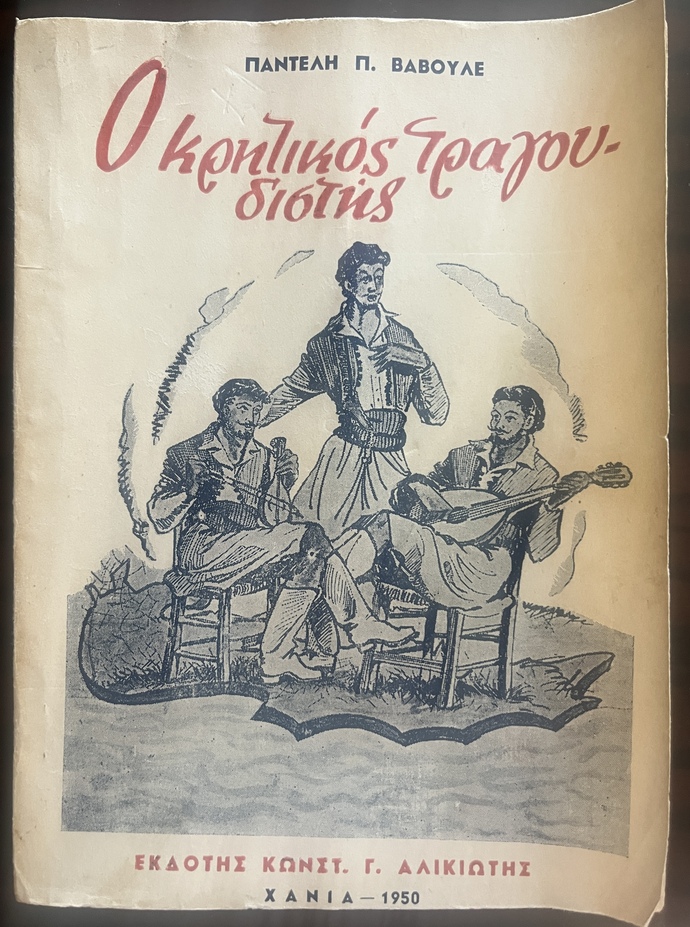 ΠΑΝΤΕΛΗ Π. ΒΑΒΟΥΛΕ
Ο κρητικός τραγου-
διστής
ΕΚΔΟΤΗΣ ΚΩΝΣΤ. Γ. ΑΛΙΚΙΩΤΗΣ
ΧΑΝΙΑ — 1950